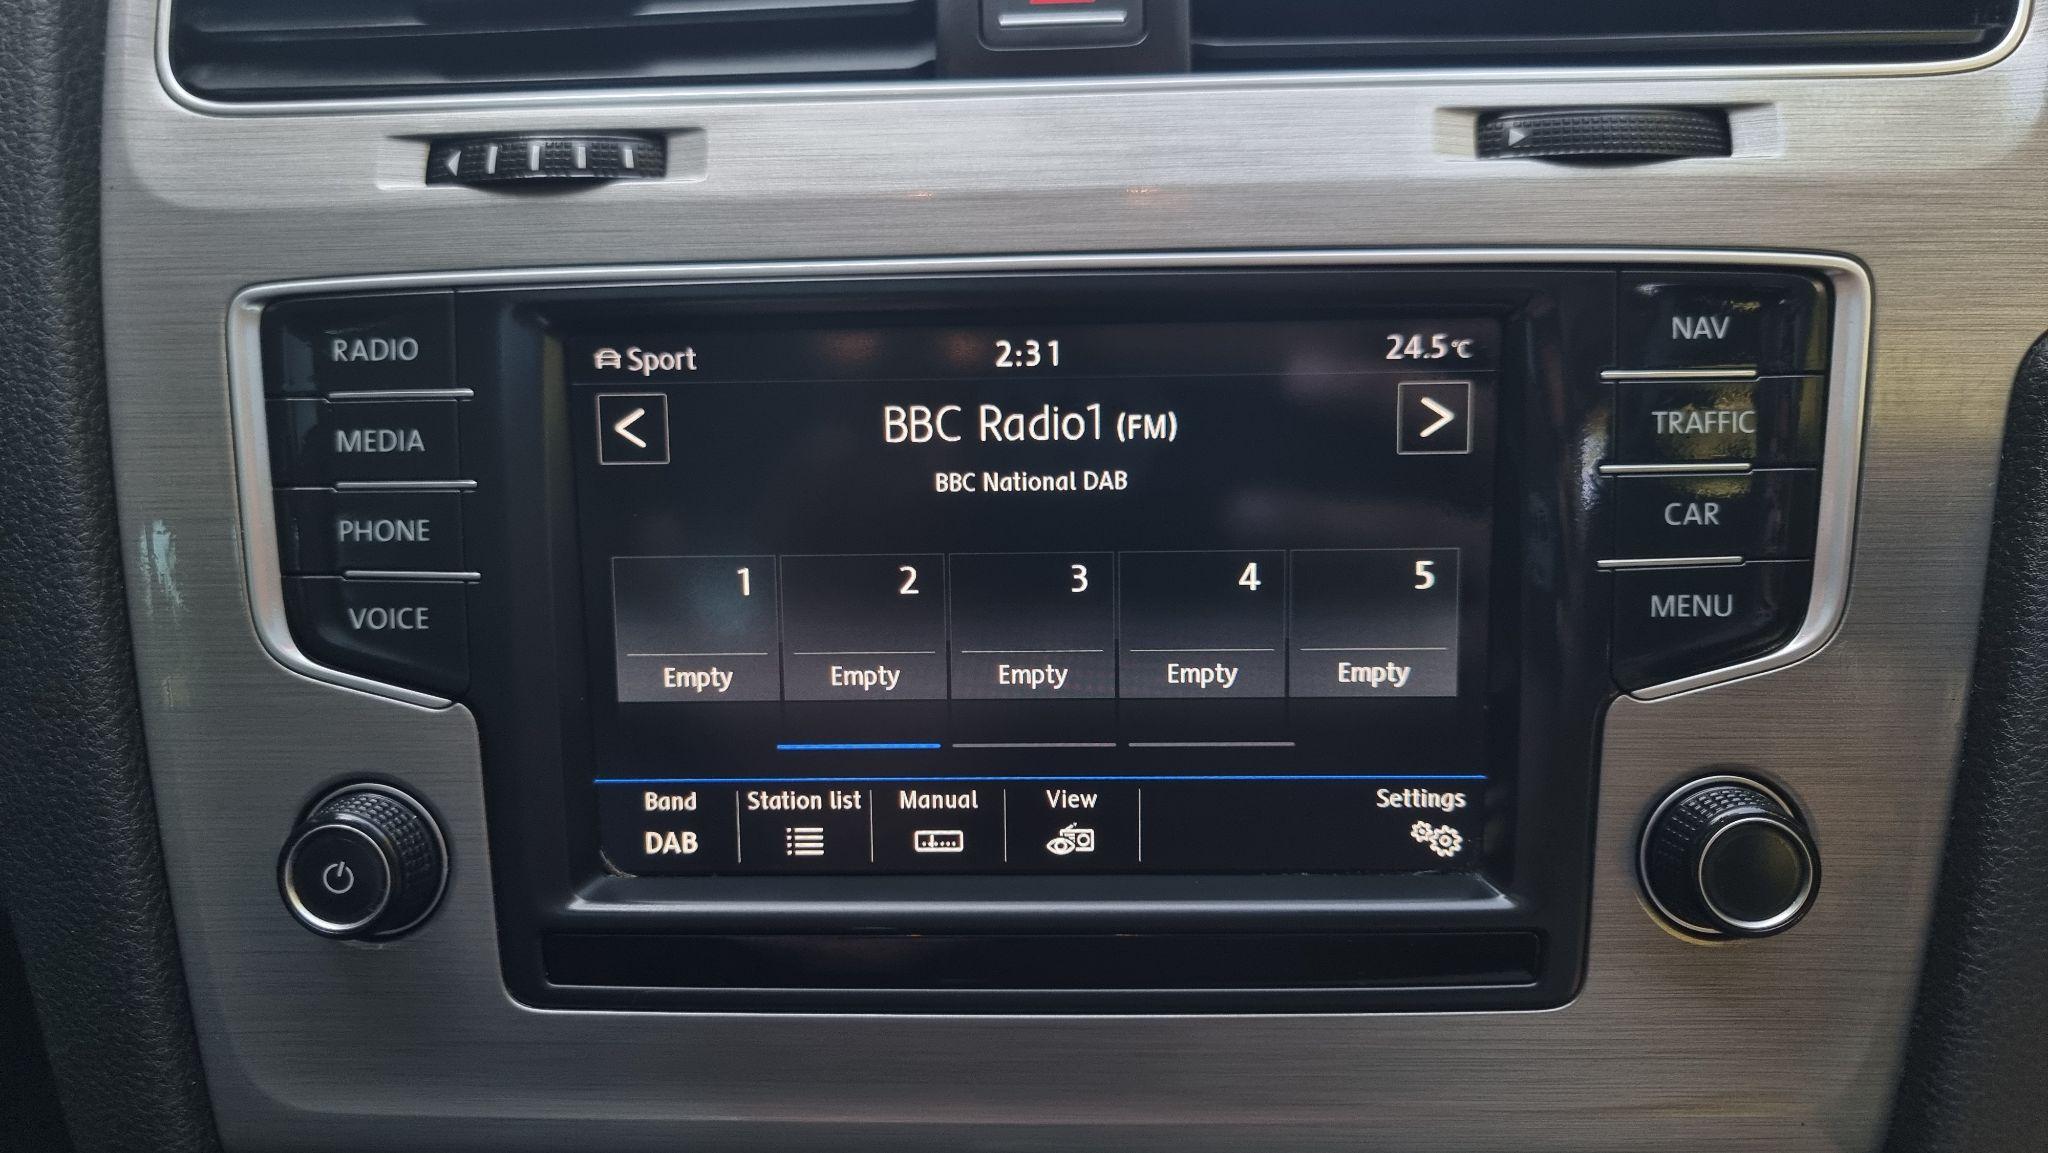 RADIO
MEDIA
PHONE
VOICE
Sport 2:31 24.5°C
< BBC Radio1 (FM) >
BBC National DAB
1 2 3 4 5
Empty Empty Empty Empty Empty
Band Station list Manual View Settings
DAB
NAV
TRAFFIC
CAR
MENU